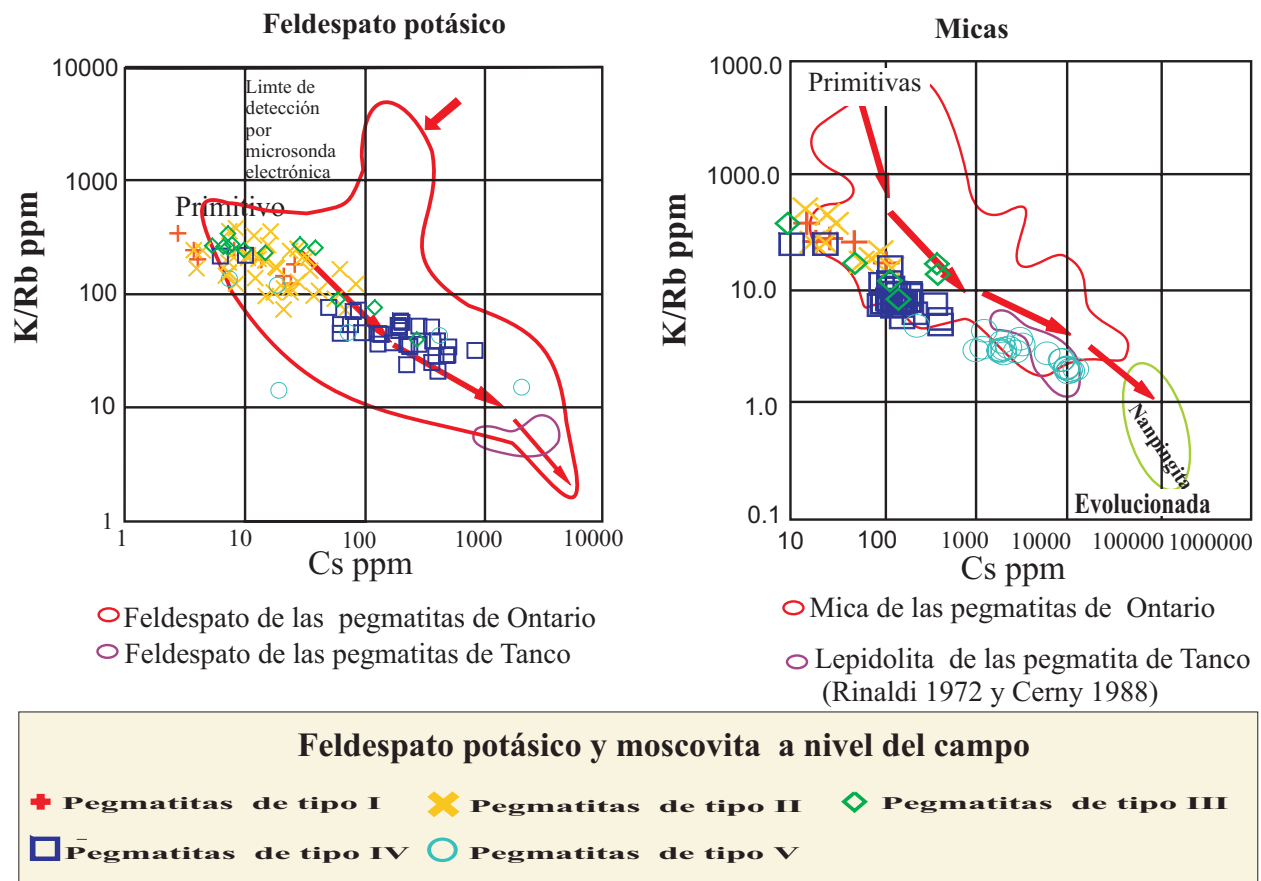 Feldespato potásico
Micas
10000
1000
100
10
1
K/Rb ppm
Limte de
detección
por
microsonda
electrónica
Primitivo
1
10
100
1000
10000
Cs ppm
1000.0
1000.0
10.0
1.0
0.1
K/Rb ppm
Primitivas
Nanpingita
Evolucionada
10
100
1000
10000
100000
1000000
Cs ppm
Feldespato de las pegmatitas de Ontario
Feldespato de las pegmatitas de Tanco
Mica de las pegmatitas de Ontario
Lepidolita de las pegmatita de Tanco
(Rinaldi 1972 y Cerny 1988)
Feldespato potásico y moscovita a nivel del campo
Pegmatitas de tipo I
Pegmatitas de tipo II
Pegmatitas de tipo III
Pegmatitas de tipo IV
Pegmatitas de tipo V